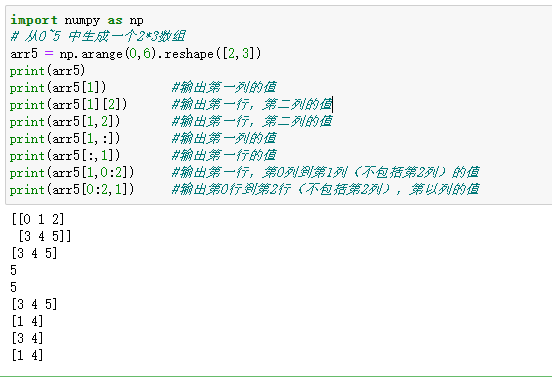 import numpy as np
# 从0~5 中生成一个2*3数组
arr5 = np.arange(0,6).reshape([2,3])
print(arr5)
print(arr5[1]) #输出第一列的值
print(arr5[1][2]) #输出第一行, 第二列的值
print(arr5[1,2]) #输出第一行, 第二列的值
print(arr5[1,:]) #输出第一列的值
print(arr5[:,1]) #输出第一行的值
print(arr5[1,0:2]) #输出第一行, 第0列到第1列（不包括第2列）的值
print(arr5[0:2,1]) #输出第0行到第2行（不包括第2列）, 第以列的值
[[0 1 2]
[3 4 5]]
[3 4 5]
5
5
[3 4 5]
[1 4]
[3 4]
[1 4]